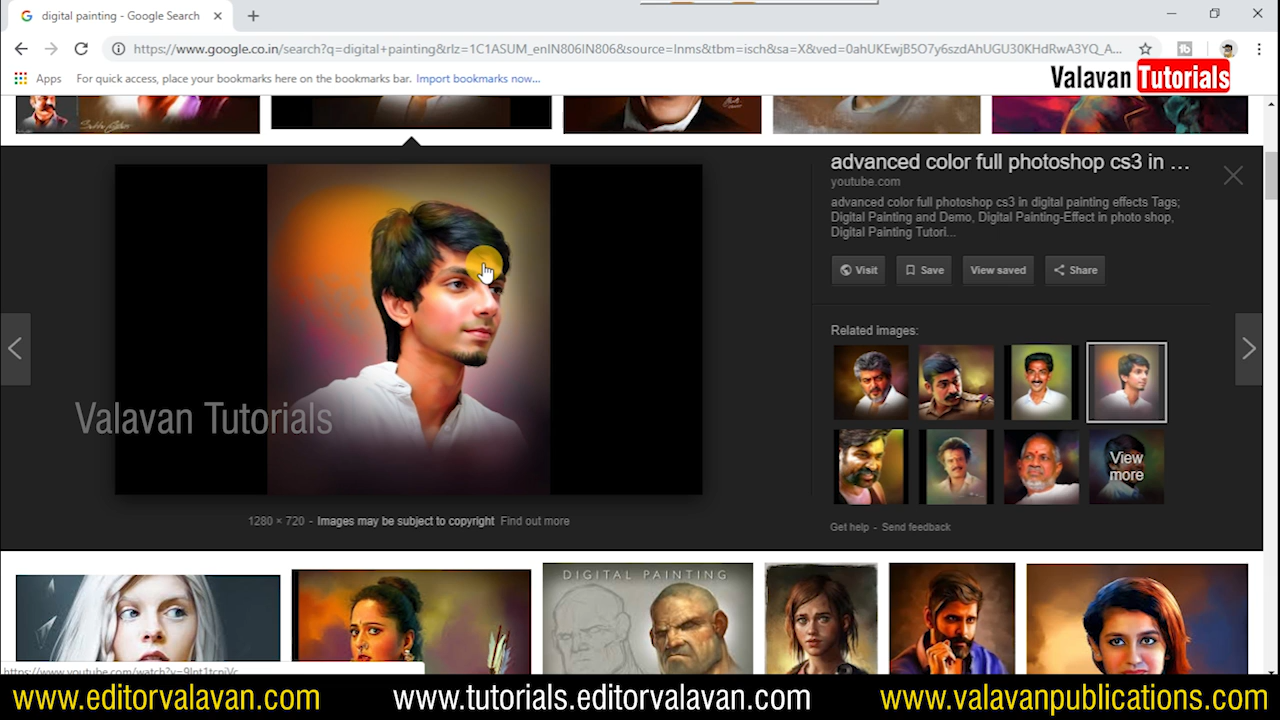 digital painting - Google Search
https://www.google.co.in/search?q=digital+painting&rlz=1C1ASUM_enIN806IN806&source=lnms&tbm=isch&sa=X&ved=0ahUKEwjB5O7y6szdAhUGU30KHdRwA3YQ_A...
Apps For quick access, place your bookmarks here on the bookmarks bar. Import bookmarks now...
Valavan Tutorials
advanced color full photoshop cs3 in ...
youtube.com
advanced color full photoshop cs3 in digital painting effects Tags;
Digital Painting and Demo, Digital Painting-Effect in photo shop,
Digital Painting Tutori...
Visit Save View saved Share
Related images:
Valavan Tutorials
View
more
1280 × 720 - Images may be subject to copyright Find out more
Get help - Send feedback
DIGITAL PAINTING
www.editorvalavan.com www.tutorials.editorvalavan.com www.valavanpublications.com